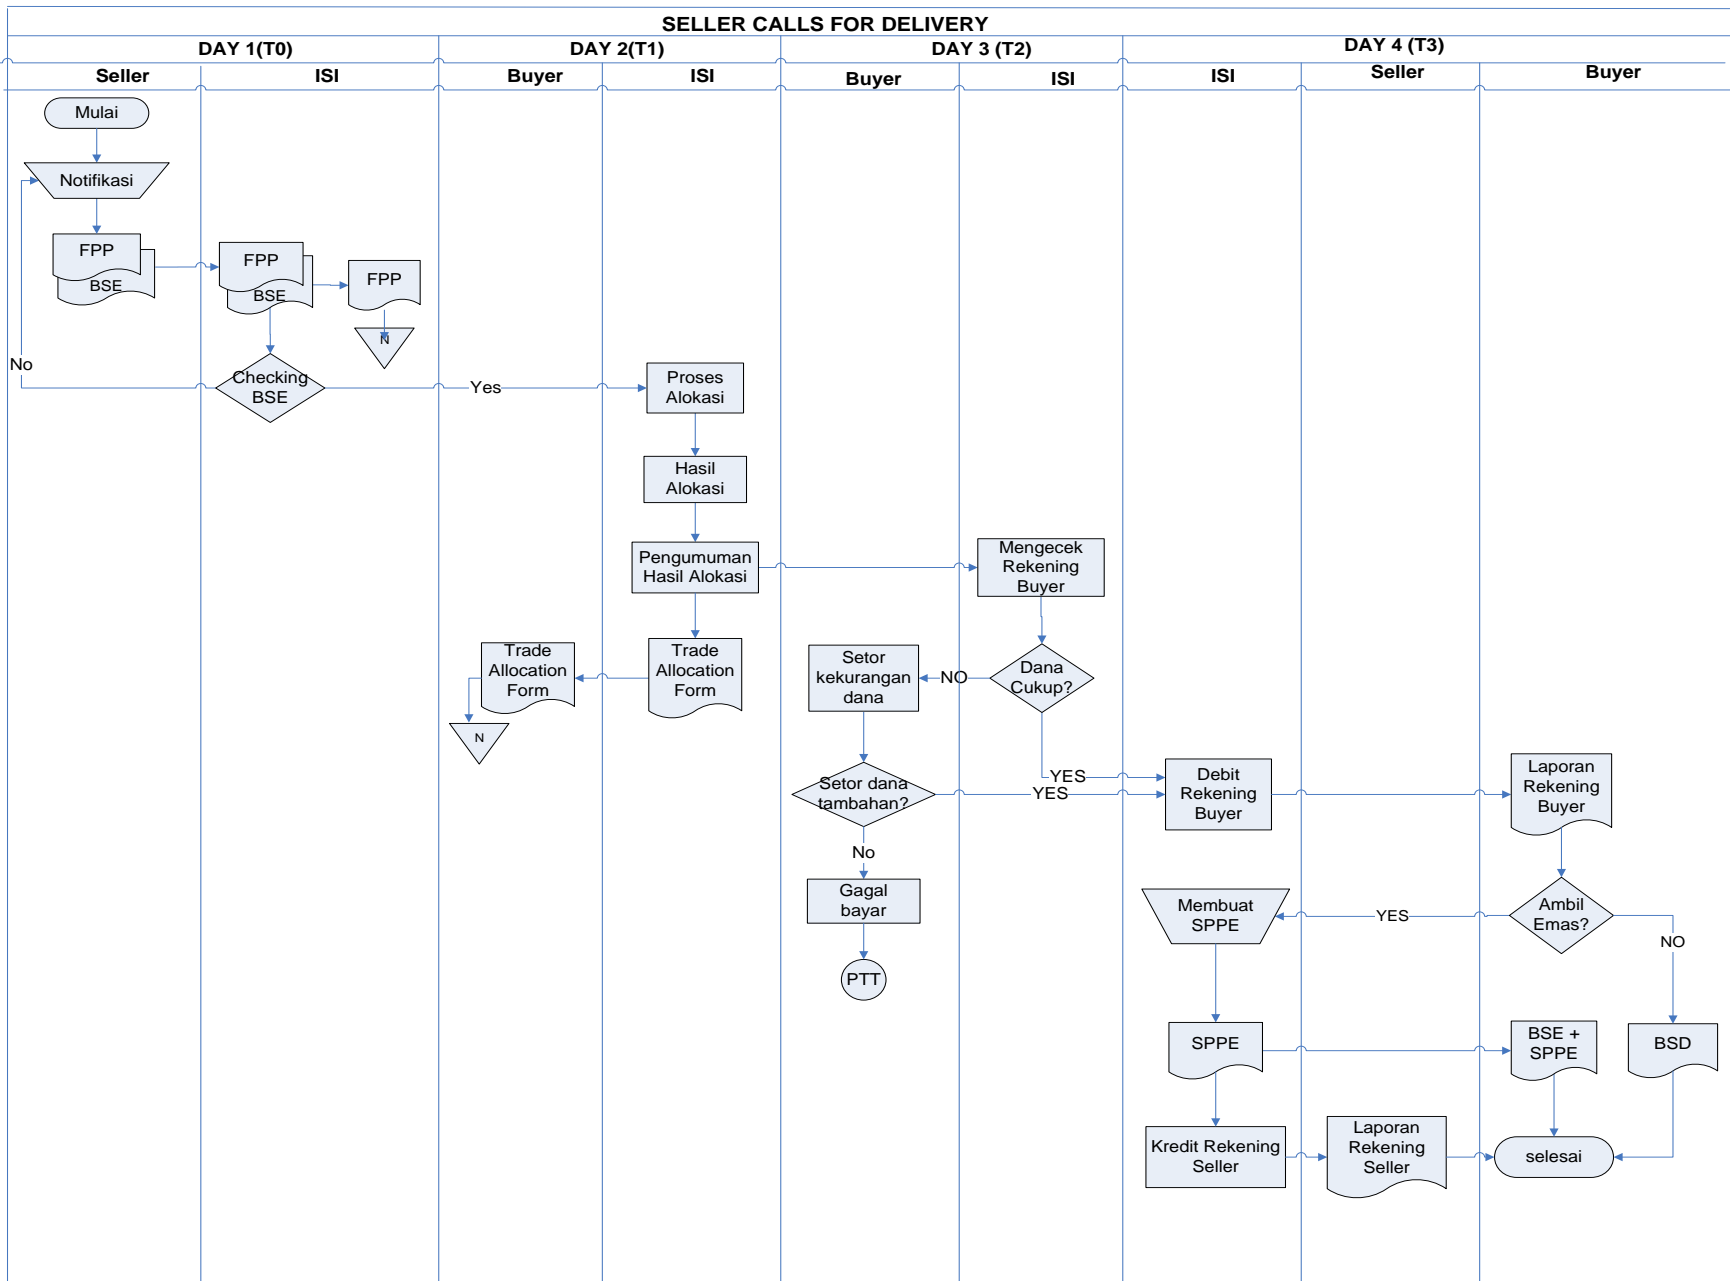 SELLER CALLS FOR DELIVERY
DAY 1(T0)
DAY 2(T1)
DAY 3 (T2)
DAY 4 (T3)
Seller
ISI
Buyer
ISI
Buyer
ISI
ISI
Seller
Buyer
Mulai
Notifikasi
FPP
BSE
FPP
BSE
FPP
N
No
Checking
BSE
Yes
Proses
Alokasi
Hasil
Alokasi
Pengumuman
Hasil Alokasi
Mengecek
Rekening
Buyer
Trade
Allocation
Form
N
Trade
Allocation
Form
Setor
kekurangan
dana
NO
Dana
Cukup?
YES
Setor dana
tambahan?
YES
Debit
Rekening
Buyer
Laporan
Rekening
Buyer
No
Gagal
bayar
PTT
Membuat
SPPE
YES
Ambil
Emas?
NO
SPPE
BSE +
SPPE
BSD
Kredit Rekening
Seller
Laporan
Rekening
Seller
selesai